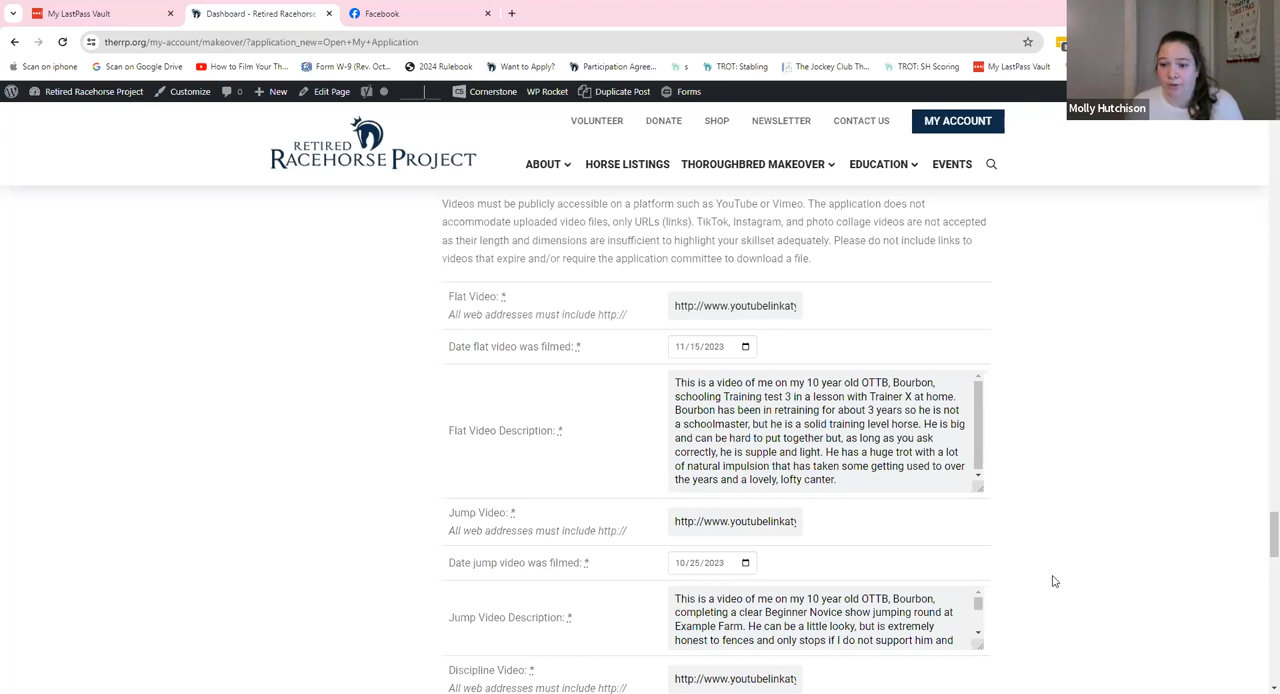 My LastPass Vault
Dashboard - Retired Racehorse
Facebook
therrp.org/my-account/makeover/?application_new=Open+My+Application
Scan on iphone
Scan on Google Drive
How to Film Your Th...
Form W-9 (Rev. Oct...
2024 Rulebook
Want to Apply?
Participation Agree...
s
TROT: Stabling
The Jockey Club Th...
TROT: SH Scoring
My LastPass Vault
Retired Racehorse Project
Customize
0
New
Edit Page
CS Cornerstone
WP Rocket
Duplicate Post
Forms
Molly Hutchison
RETIRED
RACEHORSE PROJECT
VOLUNTEER
DONATE
SHOP
NEWSLETTER
CONTACT US
MY ACCOUNT
ABOUT
HORSE LISTINGS
THOROUGHBRED MAKEOVER
EDUCATION
EVENTS
Videos must be publicly accessible on a platform such as YouTube or Vimeo. The application does not
accommodate uploaded video files, only URLs (links). TikTok, Instagram, and photo collage videos are not accepted
as their length and dimensions are insufficient to highlight your skillset adequately. Please do not include links to
videos that expire and/or require the application committee to download a file.
Flat Video: *
All web addresses must include http://
http://www.youtubelinkaty
Date flat video was filmed: *
11/15/2023
Flat Video Description: *
This is a video of me on my 10 year old OTTB, Bourbon,
schooling Training test 3 in a lesson with Trainer X at home.
Bourbon has been in retraining for about 3 years so he is not
a schoolmaster, but he is a solid training level horse. He is big
and can be hard to put together but, as long as you ask
correctly, he is supple and light. He has a huge trot with a lot
of natural impulsion that has taken some getting used to over
the years and a lovely, lofty canter.
Jump Video: *
All web addresses must include http://
http://www.youtubelinkaty
Date jump video was filmed: *
10/25/2023
Jump Video Description: *
This is a video of me on my 10 year old OTTB, Bourbon,
completing a clear Beginner Novice show jumping round at
Example Farm. He can be a little looky, but is extremely
honest to fences and only stops if I do not support him and
Discipline Video: *
All web addresses must include http://
http://www.youtubelinkaty